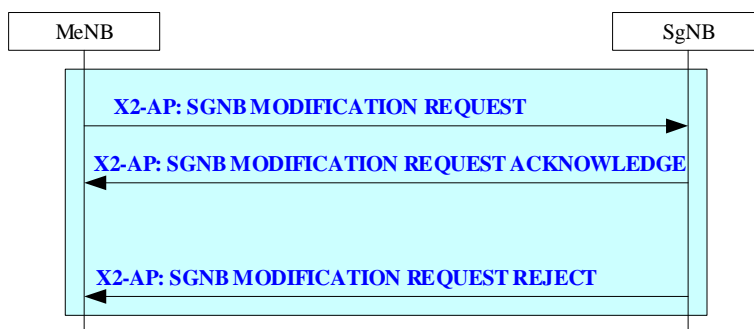 MeNB
SgNB
X2-AP: SGNB MODIFICATION REQUEST
X2-AP: SGNB MODIFICATION REQUEST ACKNOWLEDGE
X2-AP: SGNB MODIFICATION REQUEST REJECT